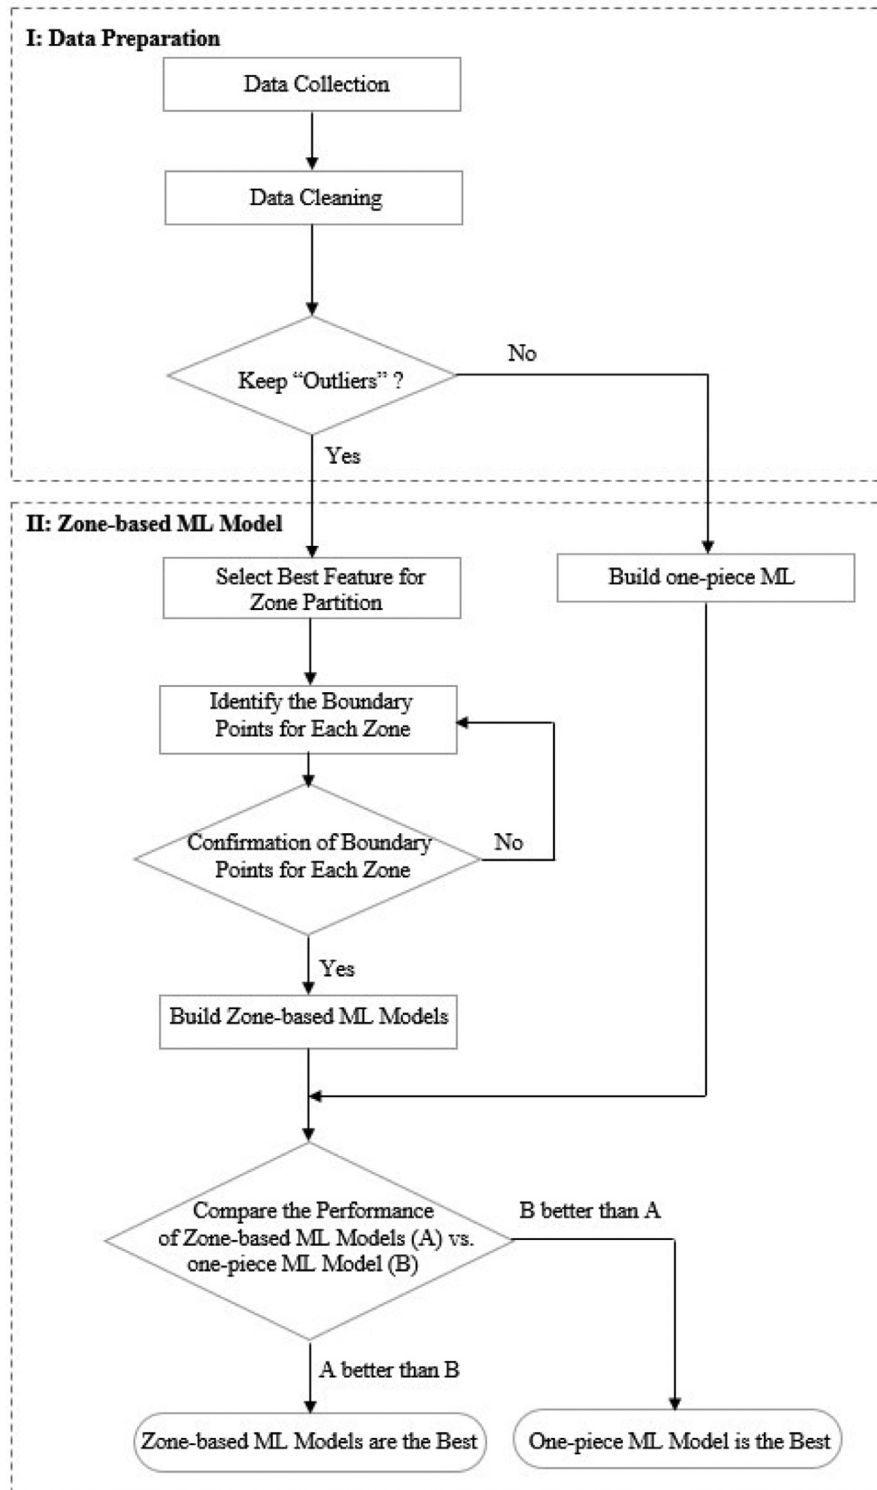 I: Data Preparation
Data Collection
Data Cleaning
No
Keep “Outliers” ?
Yes
II: Zone-based ML Model
Select Best Feature for
Zone Partition
Build one-piece ML
Identify the Boundary
Points for Each Zone
Confirmation of Boundary
Points for Each Zone
No
Yes
Build Zone-based ML Models
Compare the Performance
of Zone-based ML Models (A) vs.
one-piece ML Model (B)
B better than A
A better than B
Zone-based ML Models are the Best
One-piece ML Model is the Best